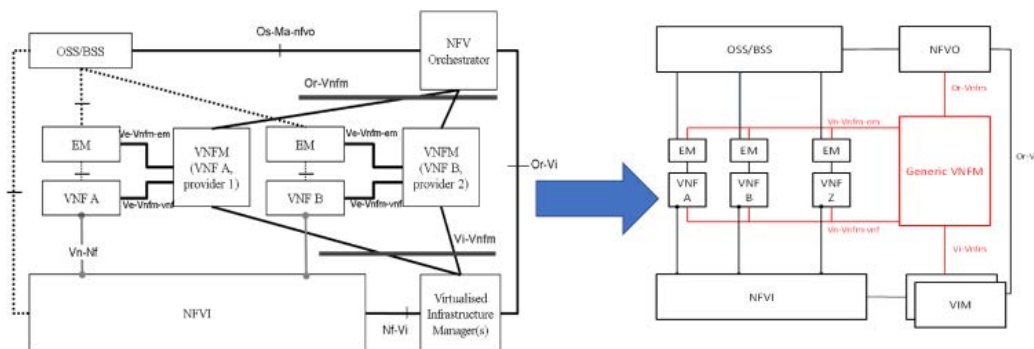 Os-Ma-nfvo
OSS/BSS
NFV
Orchestrator
Or-Vnfm
EM
Ve-Vnfm-em
VNFM
(VNF A,
provider 1)
EM
Ve-Vnfm-em
VNFM
(VNF B,
provider 2)
Or-Vi
VNF A
Ve-Vnfm-vnf
VNF B
Ve-Vnfm-vnf
Vn-Nf
Vi-Vnfm
NFVI
Nf-Vi
Virtualised
Infrastructure
Manager(s)
OSS/BSS
NFVO
Or-Vnfm
Vn-Vnfm-em
EM
EM
EM
Generic VNFM
Or-V
VNF
A
VNF
B
VNF
Z
Vn-Vnfm-vnf
Vi-Vnfm
NFVI
VIM